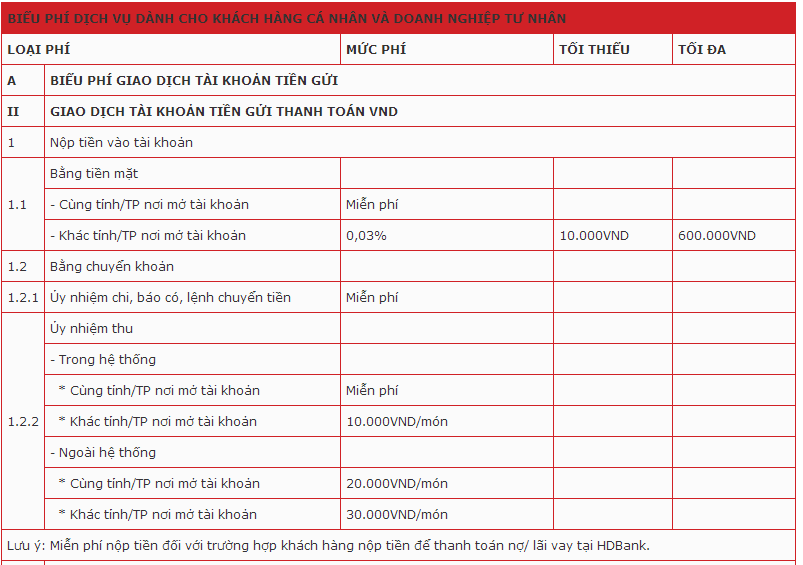 BIỂU PHÍ DỊCH VỤ DÀNH CHO KHÁCH HÀNG CÁ NHÂN VÀ DOANH NGHIỆP TƯ NHÂN
LOẠI PHÍ MỨC PHÍ TỐI THIỂU TỐI ĐA
A BIỂU PHÍ GIAO DỊCH TÀI KHOẢN TIỀN GỬI
II GIAO DỊCH TÀI KHOẢN TIỀN GỬI THANH TOÁN VND
1 Nộp tiền vào tài khoản
Bằng tiền mặt
1.1 - Cùng tỉnh/TP nơi mở tài khoản Miễn phí
- Khác tỉnh/TP nơi mở tài khoản 0,03% 10.000VND 600.000VND
1.2 Bằng chuyển khoản
1.2.1 Ủy nhiệm chi, báo có, lệnh chuyển tiền Miễn phí
Ủy nhiệm thu
- Trong hệ thống
* Cùng tỉnh/TP nơi mở tài khoản Miễn phí
1.2.2 * Khác tỉnh/TP nơi mở tài khoản 10.000VND/món
- Ngoài hệ thống
* Cùng tỉnh/TP nơi mở tài khoản 20.000VND/món
* Khác tỉnh/TP nơi mở tài khoản 30.000VND/món
Lưu ý: Miễn phí nộp tiền đối với trường hợp khách hàng nộp tiền để thanh toán nợ/ lãi vay tại HDBank.